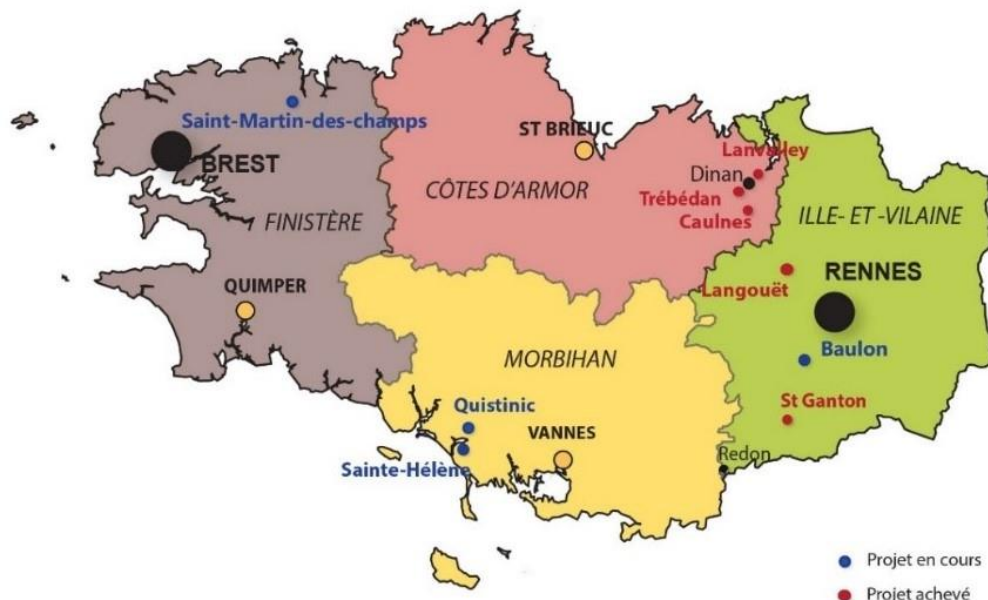 Saint-Martin-des-champs
BREST
ST BRIEUC
Lanvalley
Dinan
CÔTES D'ARMOR
Trébédan
Caulnes
FINISTÈRE
ILLE- ET -VILAINE
RENNES
Langouët
QUIMPER
Baulon
MORBIHAN
Quistinic
St Ganton
VANNES
Sainte-Hélène
Redon
Projet en cours
Projet achevé